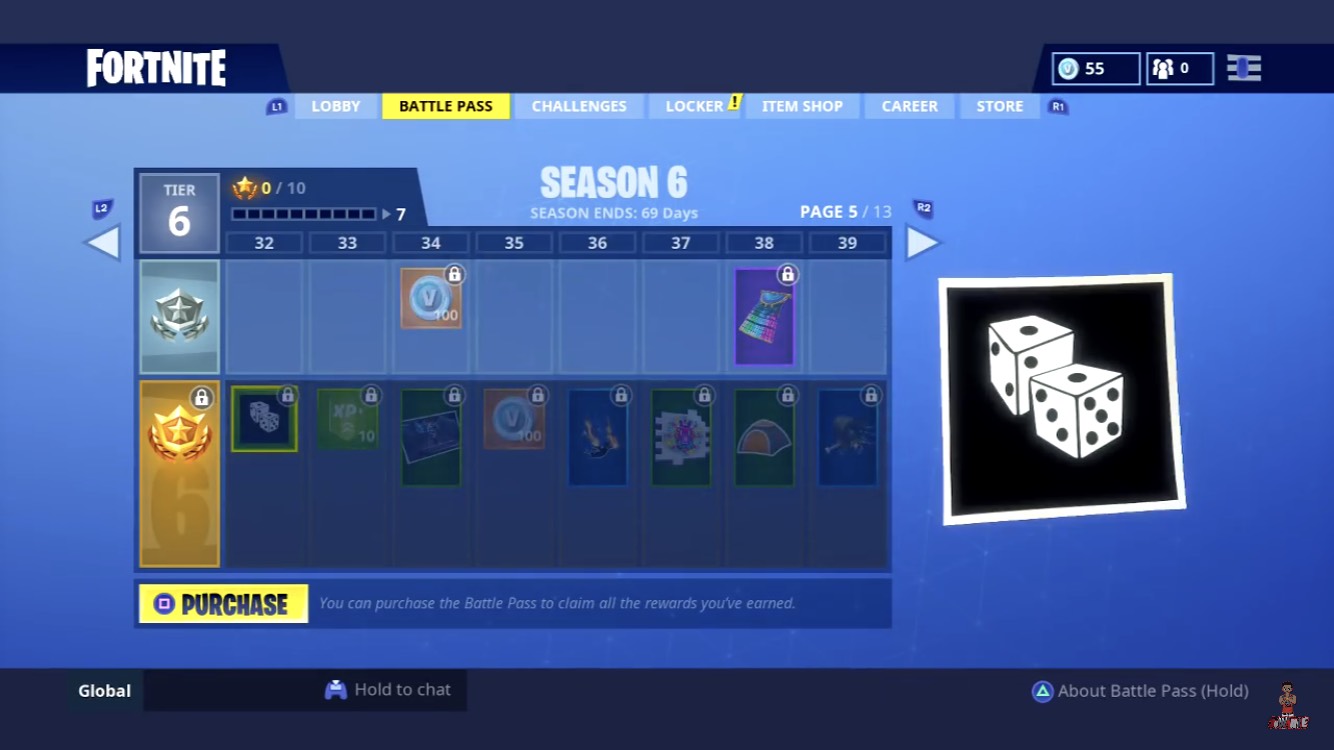 FORTNITE
55
0
L1
LOBBY
BATTLE PASS
CHALLENGES
LOCKER !
ITEM SHOP
CAREER
STORE
R1
L2
TIER
6
0 / 10
7
SEASON 6
SEASON ENDS: 69 Days
PAGE 5 / 13
R2
32 33 34 35 36 37 38 39
V
100
XP+
10
V
100
6
PURCHASE
You can purchase the Battle Pass to claim all the rewards you've earned.
Global
Hold to chat
About Battle Pass (Hold)